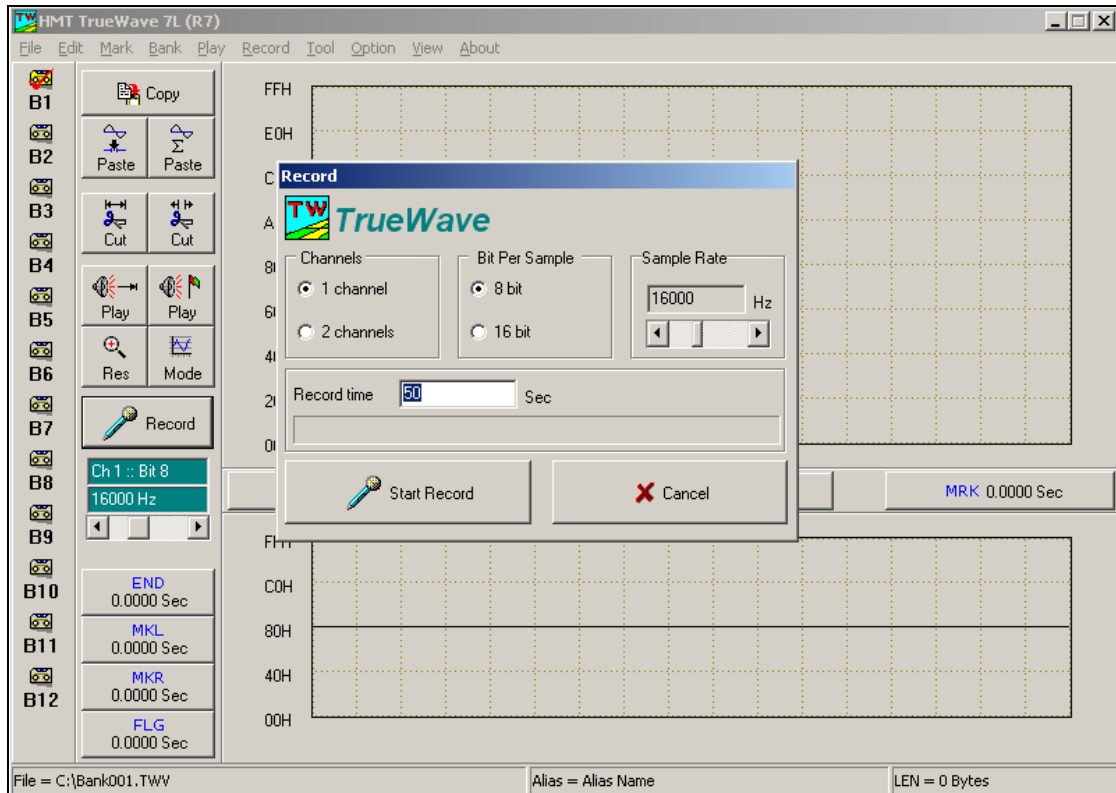 HMT TrueWave 7L (R7)
File Edit Mark Bank Play Record Tool Option View About
B1
B2
B3
B4
B5
B6
B7
B8
B9
B10
B11
B12
Copy
Paste Paste
Cut Cut
Play Play
Res Mode
Record
Ch 1 :: Bit 8
16000 Hz
END
0.0000 Sec
MKL
0.0000 Sec
MKR
0.0000 Sec
FLG
0.0000 Sec
FFH
E0H
Record
TW TrueWave
Channels
1 channel
2 channels
Bit Per Sample
8 bit
16 bit
Sample Rate
16000 Hz
Record time 50 Sec
Start Record
Cancel
MRK 0.0000 Sec
C0H
80H
40H
00H
File = C:\Bank001.TWV
Alias = Alias Name
LEN = 0 Bytes